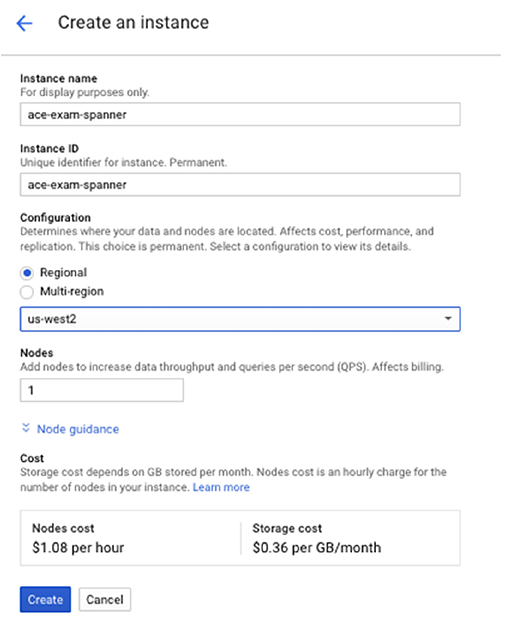 Create an instance
Instance name
For display purposes only.
ace-exam-spanner
Instance ID
Unique identifier for instance. Permanent.
ace-exam-spanner
Configuration
Determines where your data and nodes are located. Affects cost, performance, and
replication. This choice is permanent. Select a configuration to view its details.
Regional
Multi-region
us-west2
Nodes
Add nodes to increase data throughput and queries per second (QPS). Affects billing.
1
Node guidance
Cost
Storage cost depends on GB stored per month. Nodes cost is an hourly charge for the
number of nodes in your instance. Learn more
Nodes cost
$1.08 per hour
Storage cost
$0.36 per GB/month
Create Cancel